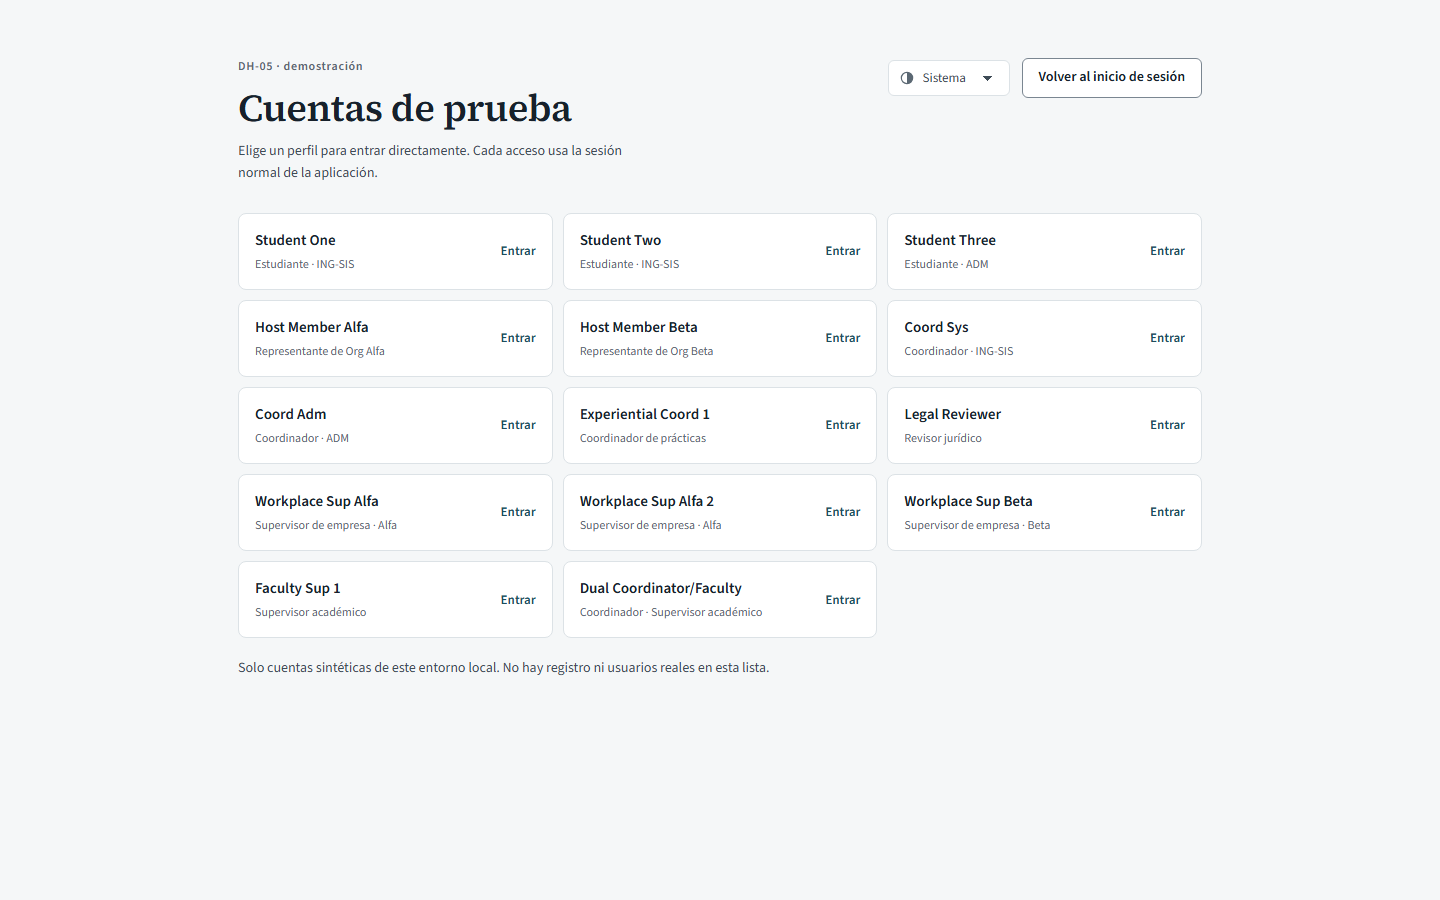 DH-05 · demostración
Sistema
Volver al inicio de sesión
Cuentas de prueba
Elige un perfil para entrar directamente. Cada acceso usa la sesión
normal de la aplicación.
Student One
Estudiante · ING-SIS
Entrar
Student Two
Estudiante · ING-SIS
Entrar
Student Three
Estudiante · ADM
Entrar
Host Member Alfa
Representante de Org Alfa
Entrar
Host Member Beta
Representante de Org Beta
Entrar
Coord Sys
Coordinador · ING-SIS
Entrar
Coord Adm
Coordinador · ADM
Entrar
Experiential Coord 1
Coordinador de prácticas
Entrar
Legal Reviewer
Revisor jurídico
Entrar
Workplace Sup Alfa
Supervisor de empresa · Alfa
Entrar
Workplace Sup Alfa 2
Supervisor de empresa · Alfa
Entrar
Workplace Sup Beta
Supervisor de empresa · Beta
Entrar
Faculty Sup 1
Supervisor académico
Entrar
Dual Coordinator/Faculty
Coordinador · Supervisor académico
Entrar
Solo cuentas sintéticas de este entorno local. No hay registro ni usuarios reales en esta lista.